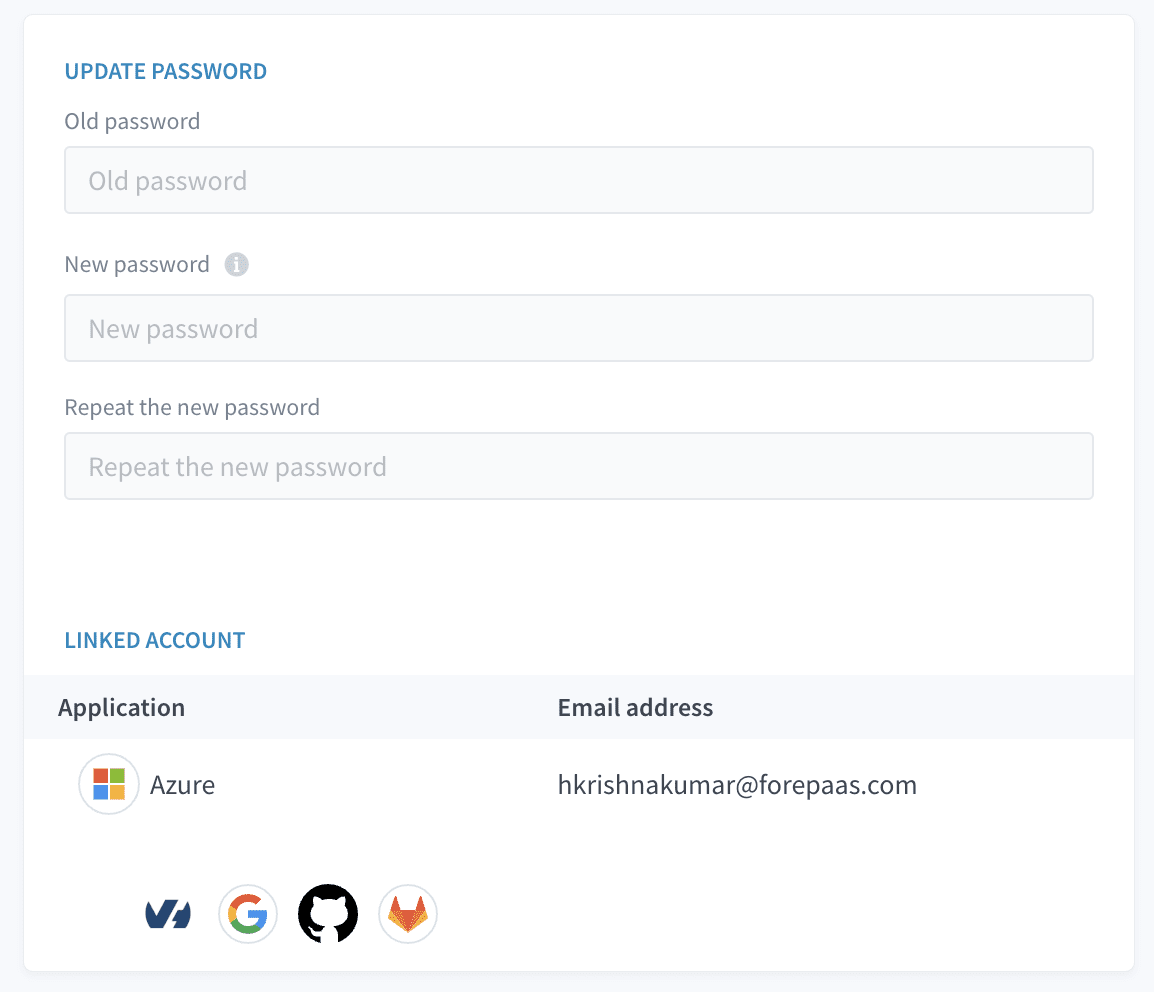 UPDATE PASSWORD
Old password
Old password
New password
New password
Repeat the new password
Repeat the new password
LINKED ACCOUNT
Application Email address
Azure hkrishnakumar@forepaas.com